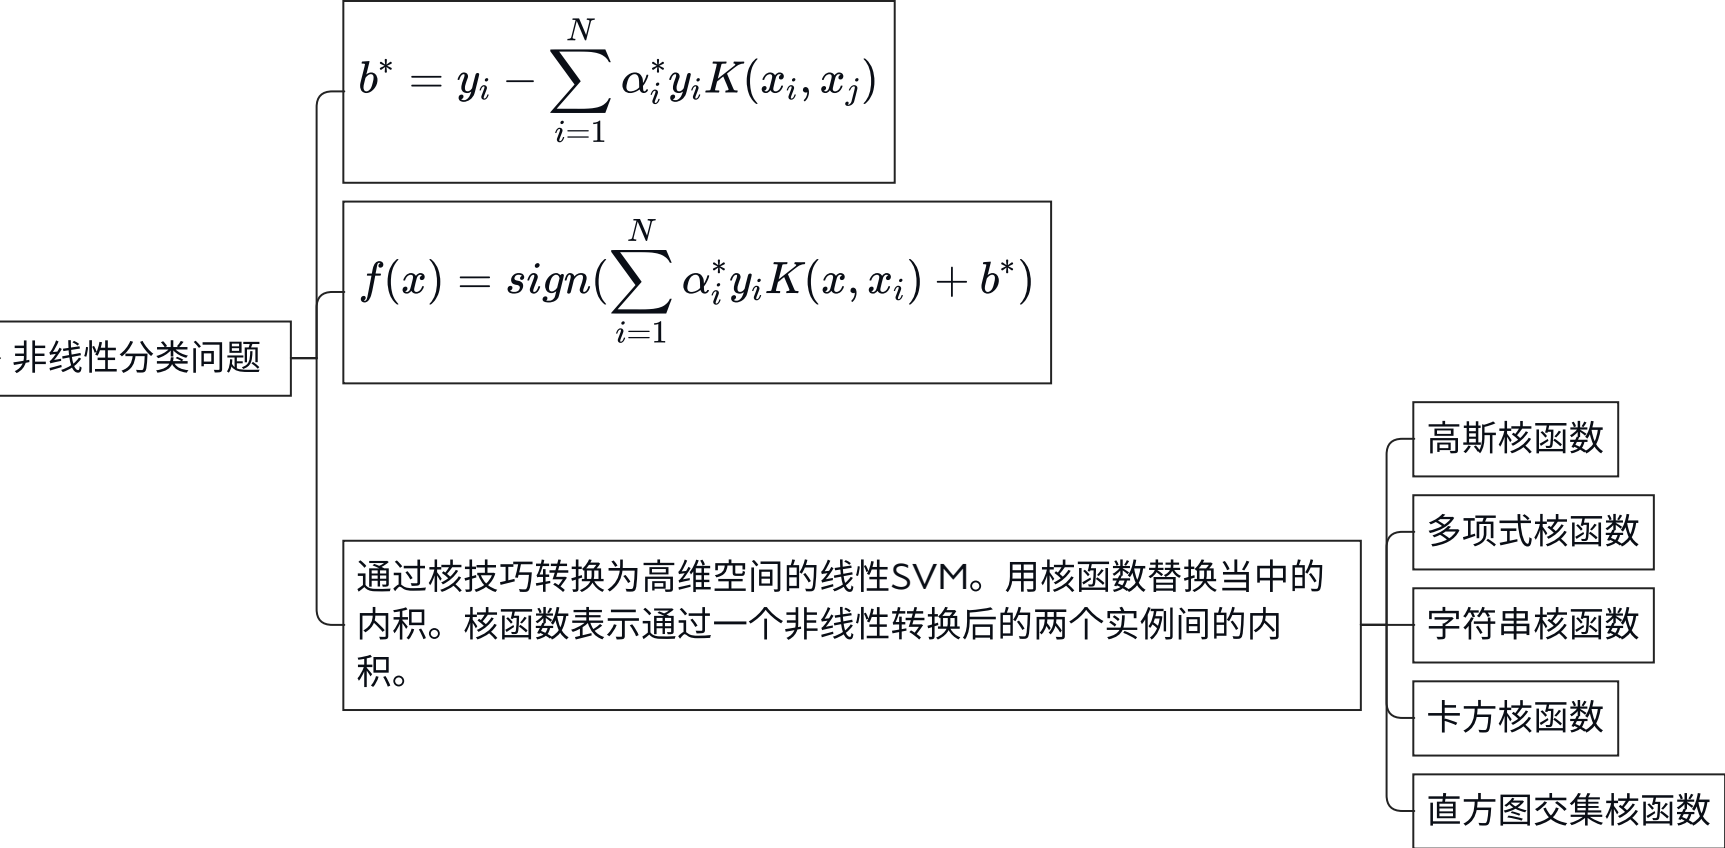 b* = y_i − ∑_{i=1}^{N} α_i^* y_i K(x_i, x_j)
f(x) = sign(∑_{i=1}^{N} α_i^* y_i K(x, x_i) + b*)
非线性分类问题
通过核技巧转换为高维空间的线性SVM。用核函数替换当中的
内积。核函数表示通过一个非线性转换后的两个实例间的内
积。
高斯核函数
多项式核函数
字符串核函数
卡方核函数
直方图交集核函数